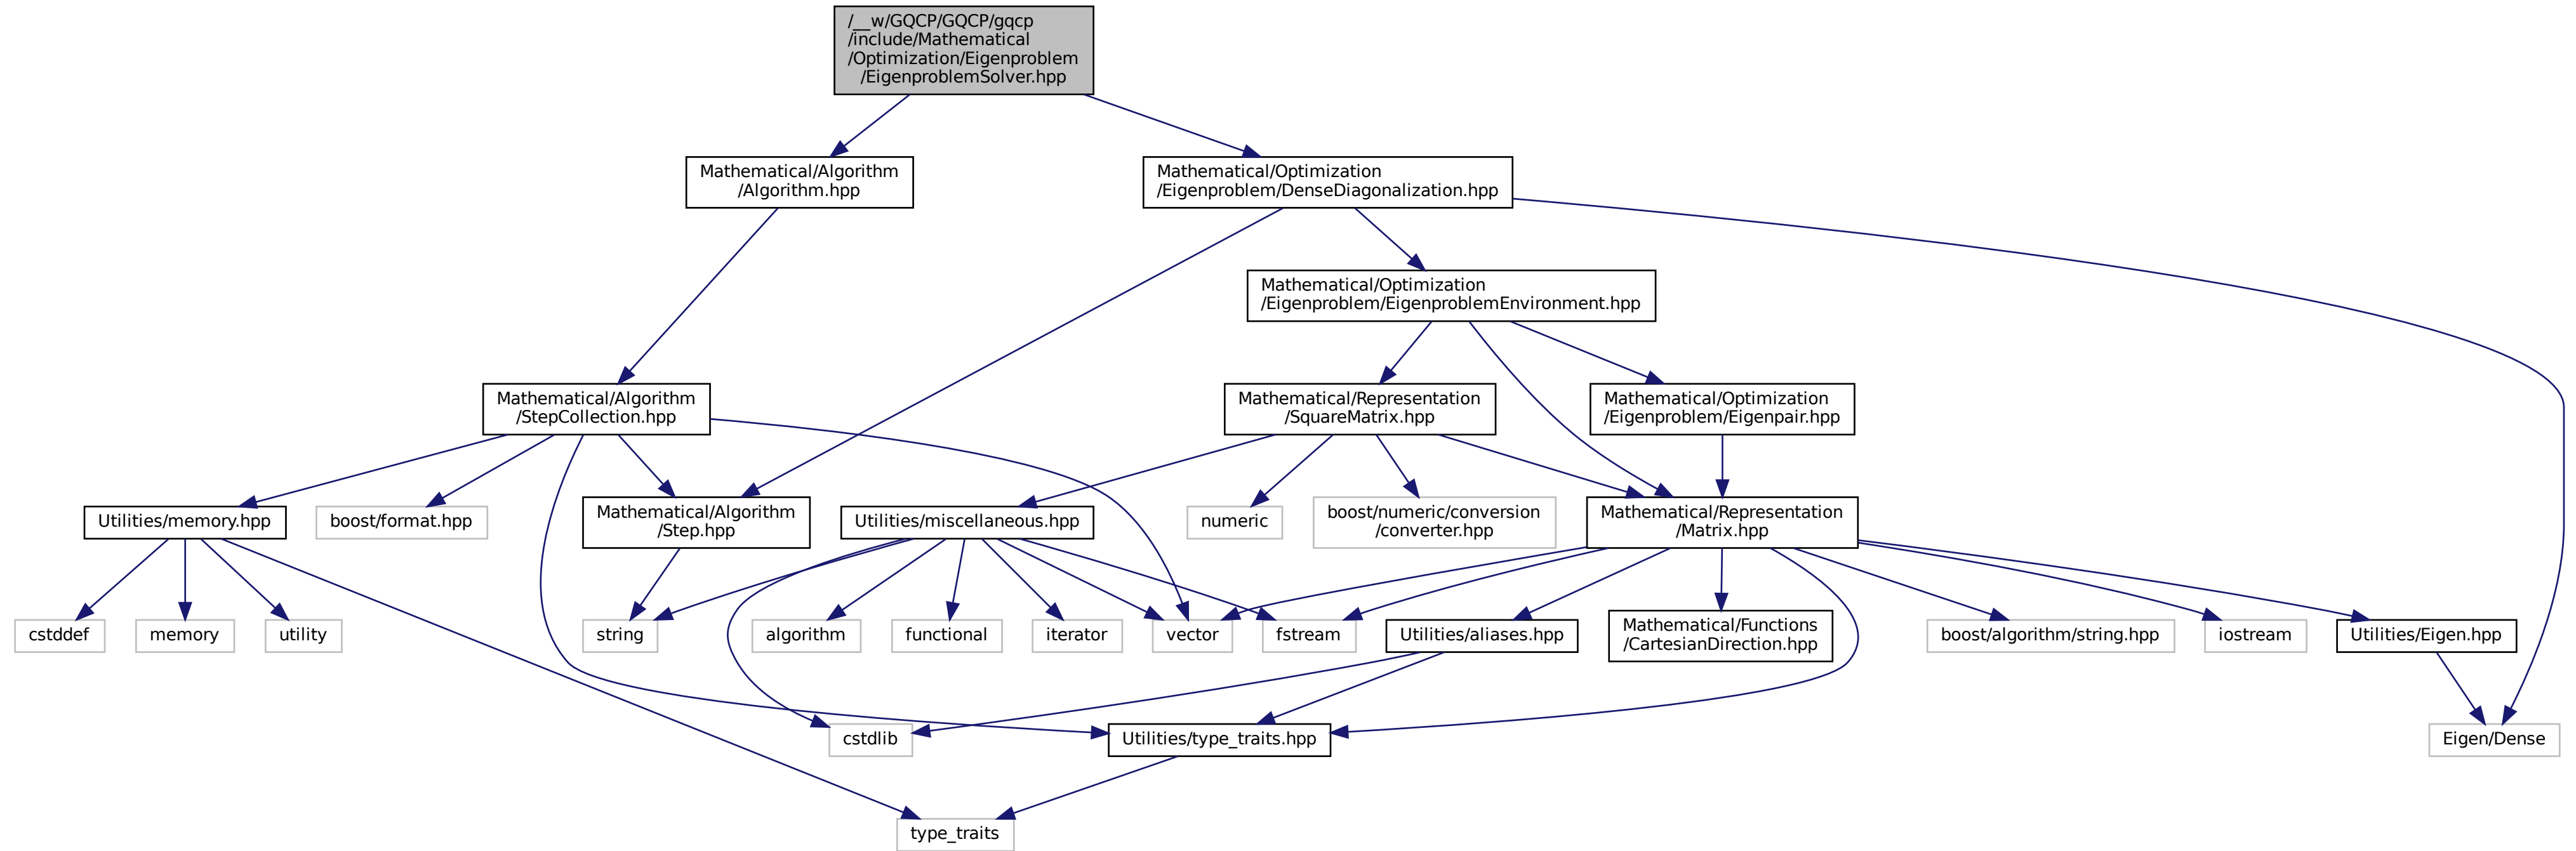 /__w/GQCP/GQCP/gqcp
/include/Mathematical
/Optimization/Eigenproblem
/EigenproblemSolver.hpp
Mathematical/Algorithm
/Algorithm.hpp
Mathematical/Optimization
/Eigenproblem/DenseDiagonalization.hpp
Mathematical/Optimization
/Eigenproblem/EigenproblemEnvironment.hpp
Mathematical/Algorithm
/StepCollection.hpp
Mathematical/Representation
/SquareMatrix.hpp
Mathematical/Optimization
/Eigenproblem/Eigenpair.hpp
Utilities/memory.hpp
boost/format.hpp
Mathematical/Algorithm
/Step.hpp
Utilities/miscellaneous.hpp
numeric
boost/numeric/conversion
/converter.hpp
Mathematical/Representation
/Matrix.hpp
cstddef
memory
utility
string
algorithm
functional
iterator
vector
fstream
Utilities/aliases.hpp
Mathematical/Functions
/CartesianDirection.hpp
boost/algorithm/string.hpp
iostream
Utilities/Eigen.hpp
cstdlib
Utilities/type_traits.hpp
Eigen/Dense
type_traits